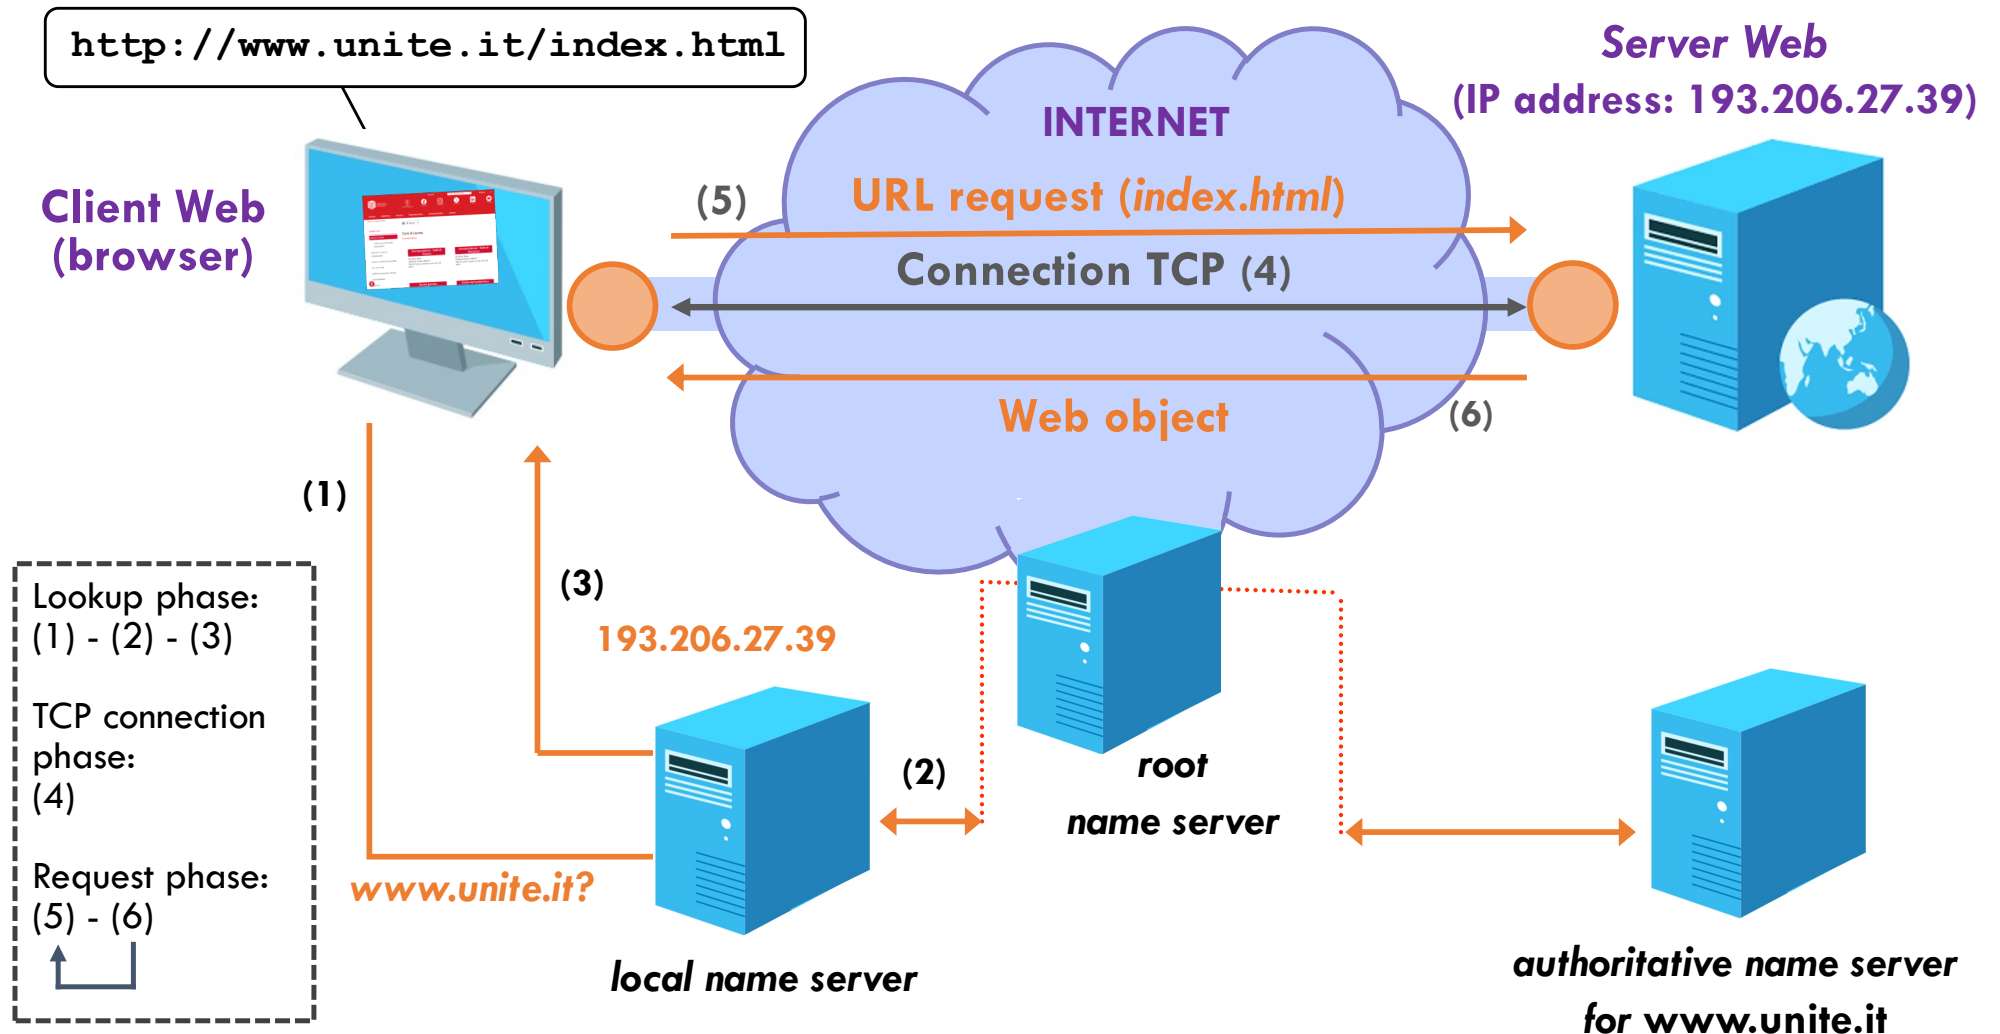 http://www.unite.it/index.html
Server Web
(IP address: 193.206.27.39)
INTERNET
Client Web
(browser)
(5)
URL request (index.html)
Connection TCP (4)
Web object
(6)
(1)
(3)
193.206.27.39
Lookup phase:
(1) - (2) - (3)
TCP connection
phase:
(4)
Request phase:
(5) - (6)
(2)
root
name server
www.unite.it?
local name server
authoritative name server
for www.unite.it